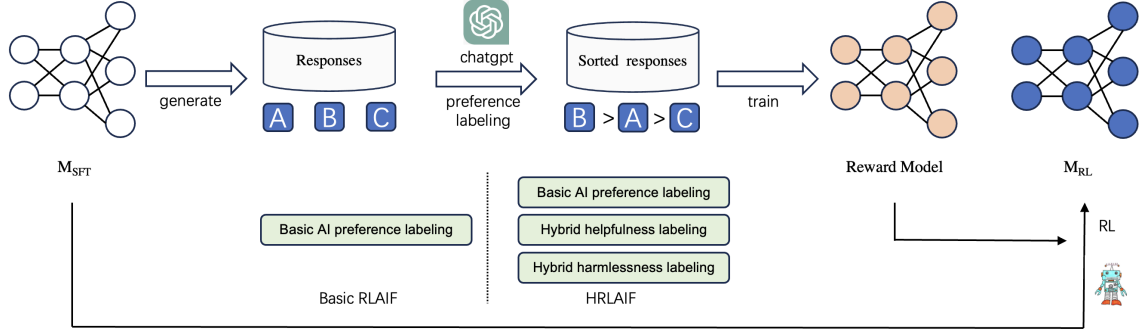 chatgpt
Responses
Sorted responses
generate
preference
labeling
train
A B C
B > A > C
M_SFT
Reward Model
M_RL
Basic AI preference labeling
Basic AI preference labeling
Hybrid helpfulness labeling
Hybrid harmlessness labeling
RL
Basic RLAIF
HRLAIF